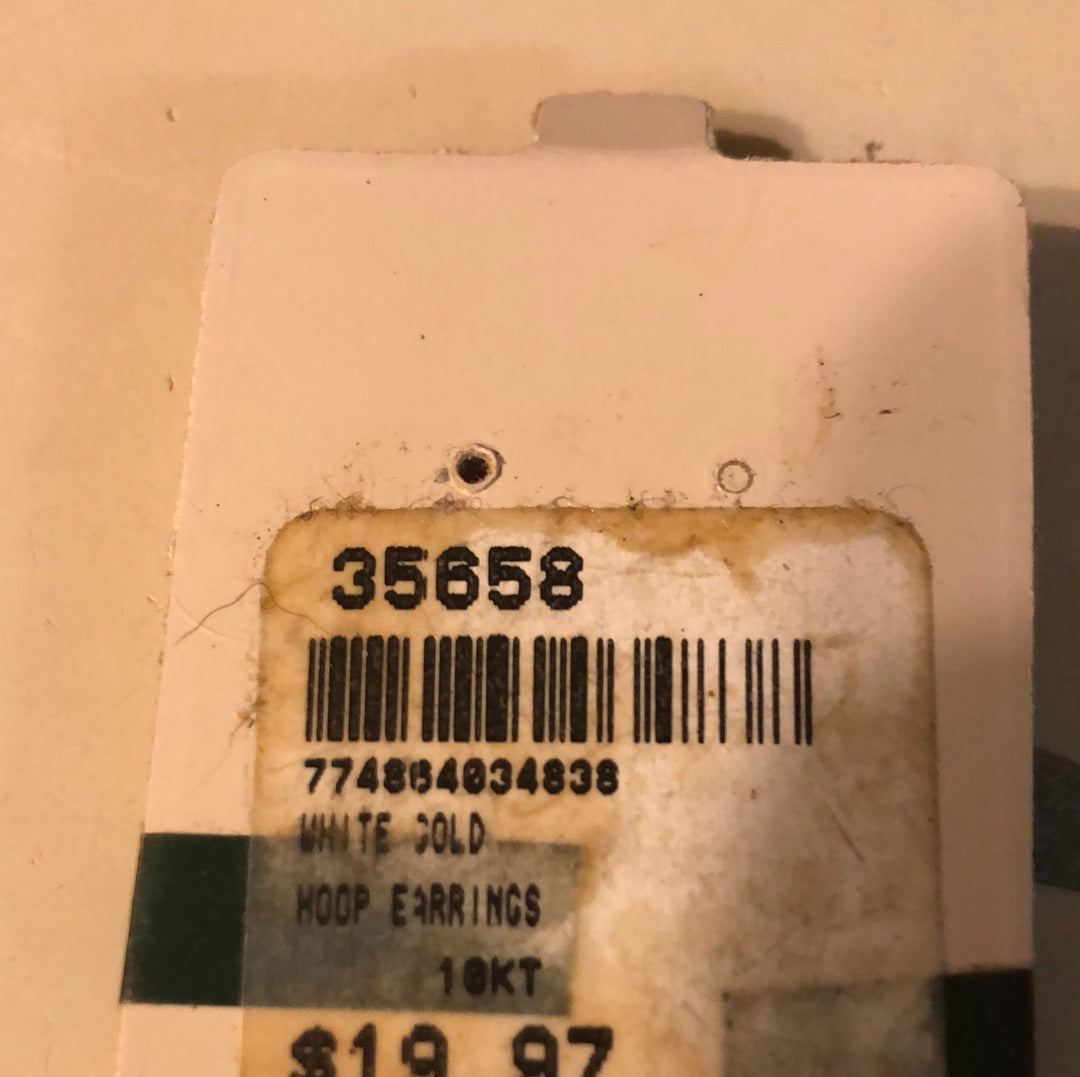 35658
774864034838
WHITE GOLD
HOOP EARRINGS
10KT
$19.97